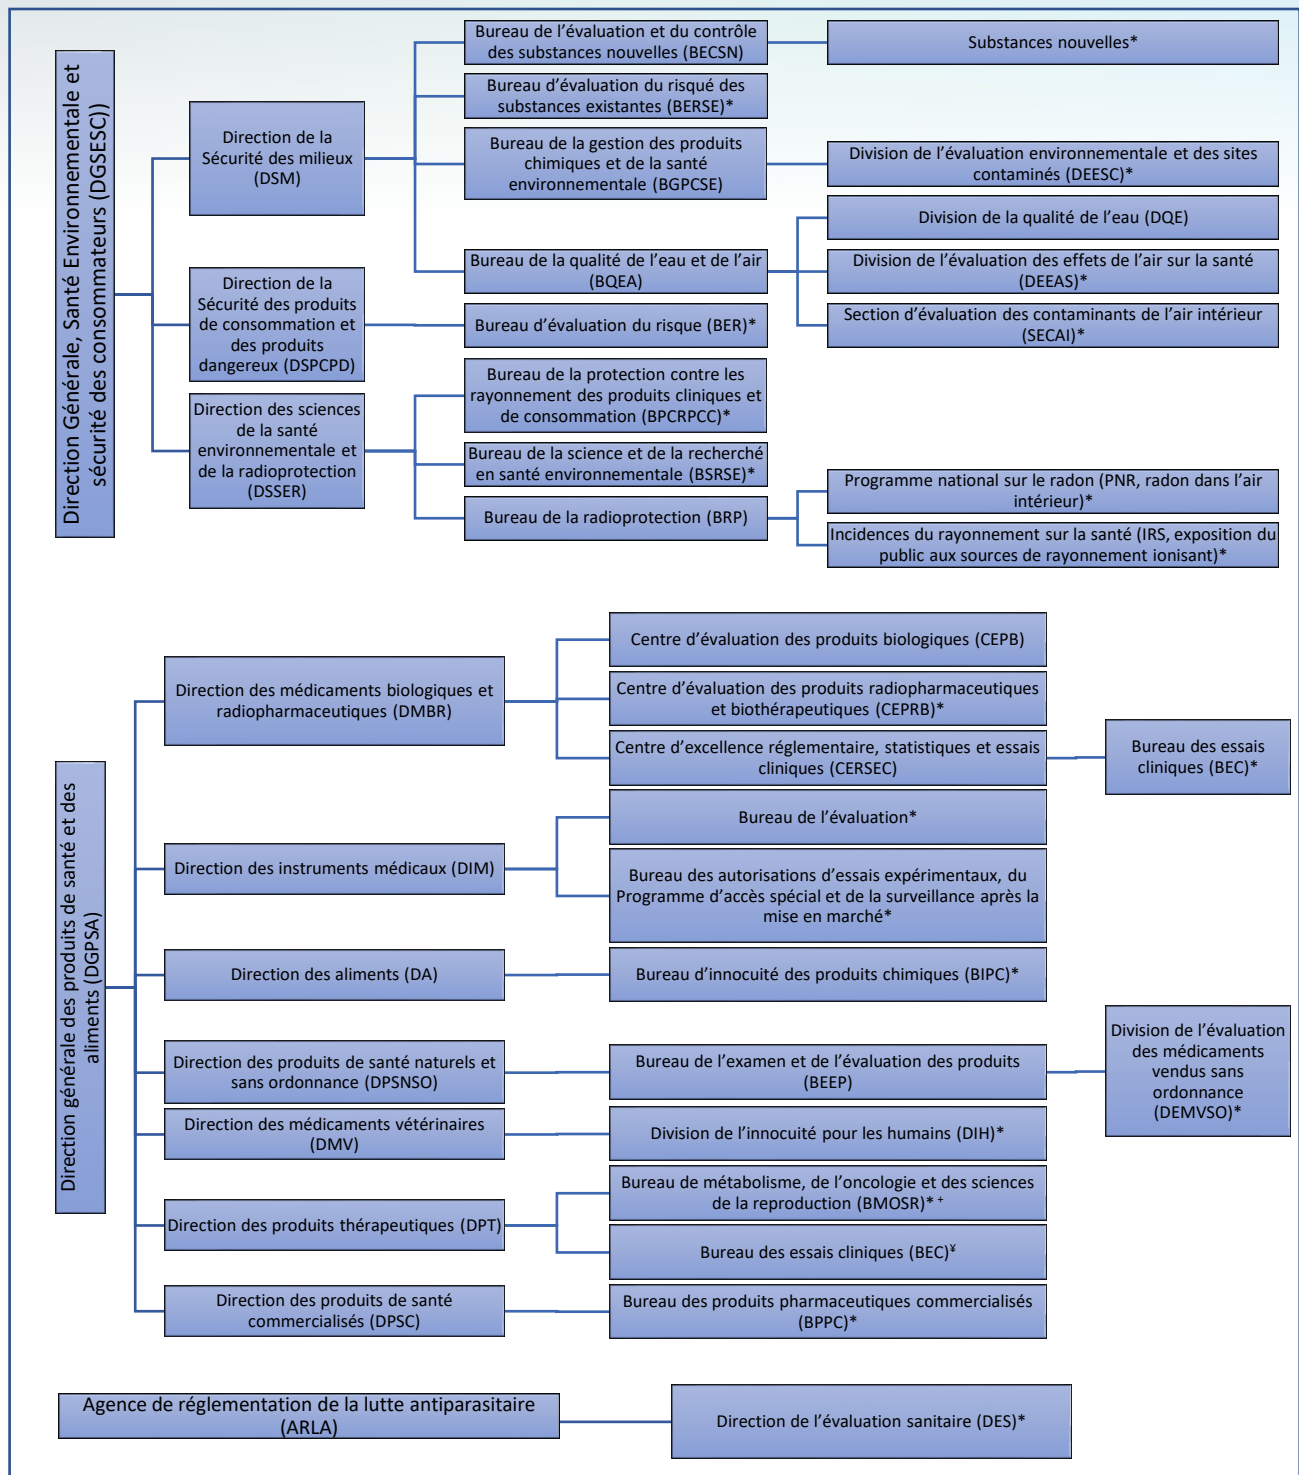 Direction Générale, Santé Environnementale et
sécurité des consommateurs (DGSESC))
Direction de la
Sécurité des milieux
(DSM)
Bureau de l’évaluation et du contrôle
des substances nouvelles (BECSN)
Substances nouvelles*
Bureau d’évaluation du risqué des
substances existantes (BERSE)*
Bureau de la gestion des produits
chimiques et de la santé
environnementale (BGPCSE)
Division de l’évaluation environnementale et des sites
contaminés (DEESC)*
Bureau de la qualité de l’eau et de l’air
(BQEA)
Division de la qualité de l’eau (DQE)
Division de l’évaluation des effets de l’air sur la santé
(DEEAS)*
Section d’évaluation des contaminants de l’air intérieur
(SECAI)*
Direction de la
Sécurité des produits
de consommation et
des produits
dangereux (DSPCPD)
Bureau d’évaluation du risque (BER)*
Direction des sciences
de la santé
environnementale et
de la radioprotection
(DSSER)
Bureau de la protection contre les
rayonnement des produits cliniques et
de consommation (BPCRPCC)*
Bureau de la science et de la recherché
en santé environnementale (BSRSE)*
Bureau de la radioprotection (BRP)
Programme national sur le radon (PNR, radon dans l’air
intérieur)*
Incidences du rayonnement sur la santé (IRS, exposition du
public aux sources de rayonnement ionisant)*
Direction générale des produits de santé et des
aliments (DGPSA)
Direction des médicaments biologiques et
radiopharmaceutiques (DMBR)
Centre d’évaluation des produits biologiques (CEPB)
Centre d’évaluation des produits radiopharmaceutiques
et biothérapeutiques (CEPRB)*
Centre d’excellence réglementaire, statistiques et essais
cliniques (CERSEC)
Bureau des essais
cliniques (BEC)*
Direction des instruments médicaux (DIM)
Bureau de l’évaluation*
Bureau des autorisations d’essais expérimentaux, du
Programme d’accès spécial et de la surveillance après la
mise en marché*
Direction des aliments (DA)
Bureau d’innocuité des produits chimiques (BIPC)*
Direction des produits de santé naturels et
sans ordonnance (DPSNSO)
Bureau de l’examen et de l’évaluation des produits
(BEEP)
Division de l’évaluation
des médicaments
vendus sans
ordonnance
(DEMVSO)*
Direction des médicaments vétérinaires
(DMV)
Division de l’innocuité pour les humains (DIH)*
Direction des produits thérapeutiques (DPT)
Bureau de métabolisme, de l’oncologie et des sciences
de la reproduction (BMOSR)* ⁺
Bureau des essais cliniques (BEC)¥
Direction des produits de santé
commercialisés (DPSC)
Bureau des produits pharmaceutiques commercialisés
(BPPC)*
Agence de réglementation de la lutte antiparasitaire
(ARLA)
Direction de l’évaluation sanitaire (DES)*